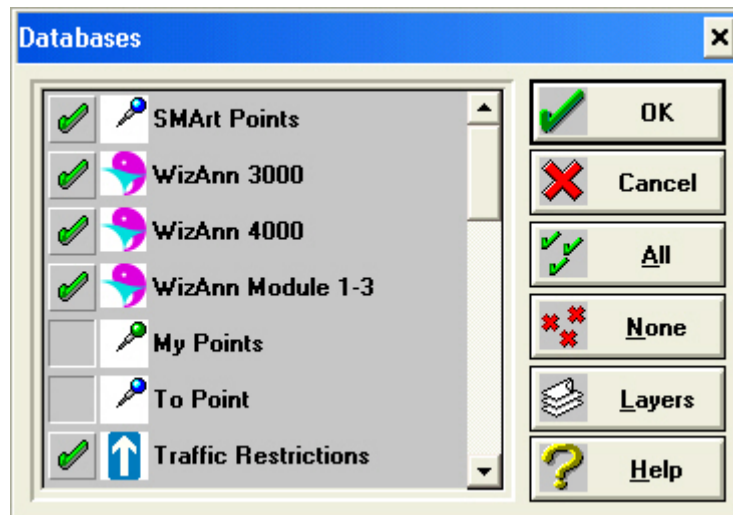 Databases
SMArt Points
WizAnn 3000
WizAnn 4000
WizAnn Module 1-3
My Points
To Point
Traffic Restrictions
OK
Cancel
All
None
Layers
Help